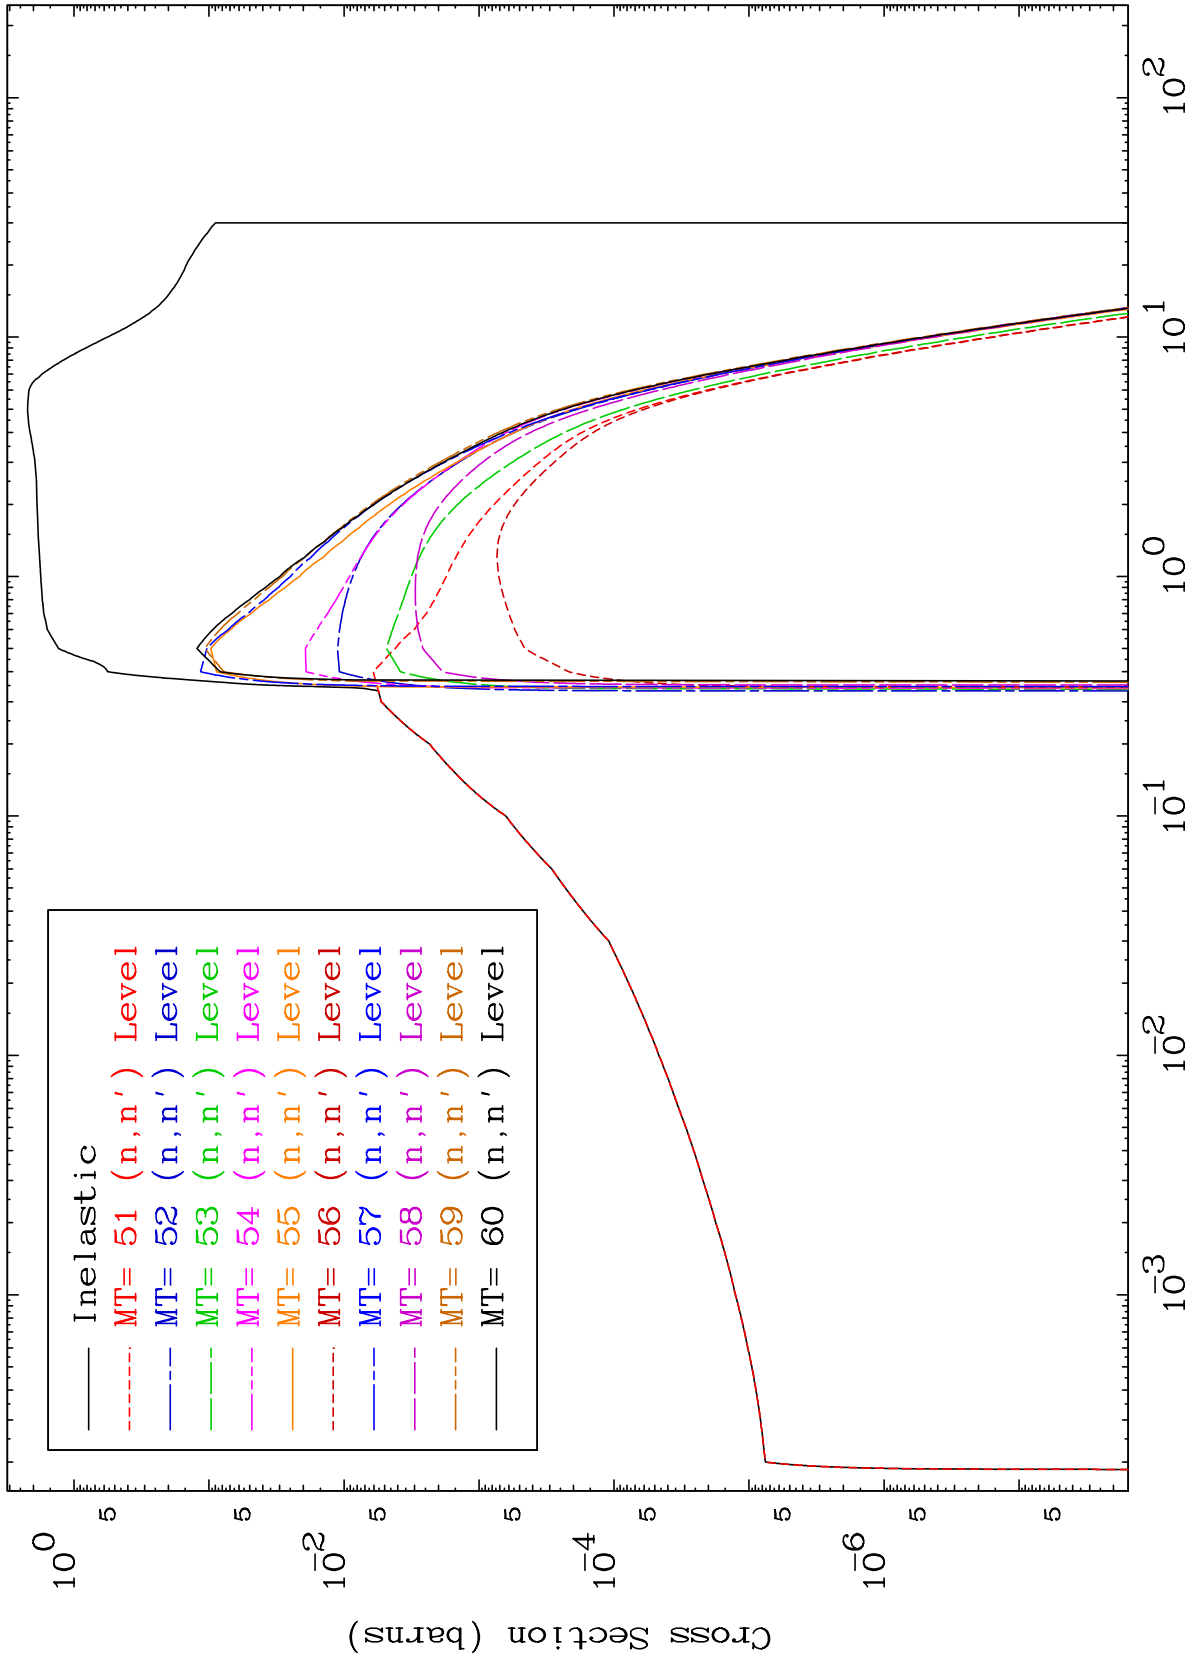 Inelastic
MT= 51 (n,n') Level
MT= 52 (n,n') Level
MT= 53 (n,n') Level
MT= 54 (n,n') Level
MT= 55 (n,n') Level
MT= 56 (n,n') Level
MT= 57 (n,n') Level
MT= 58 (n,n') Level
MT= 59 (n,n') Level
MT= 60 (n,n') Level
Cross Section (barns)
10^0
5
5
10^-2
5
5
10^-4
5
5
10^-6
5
5
10^-3
10^-2
10^-1
10^0
10^1
10^2